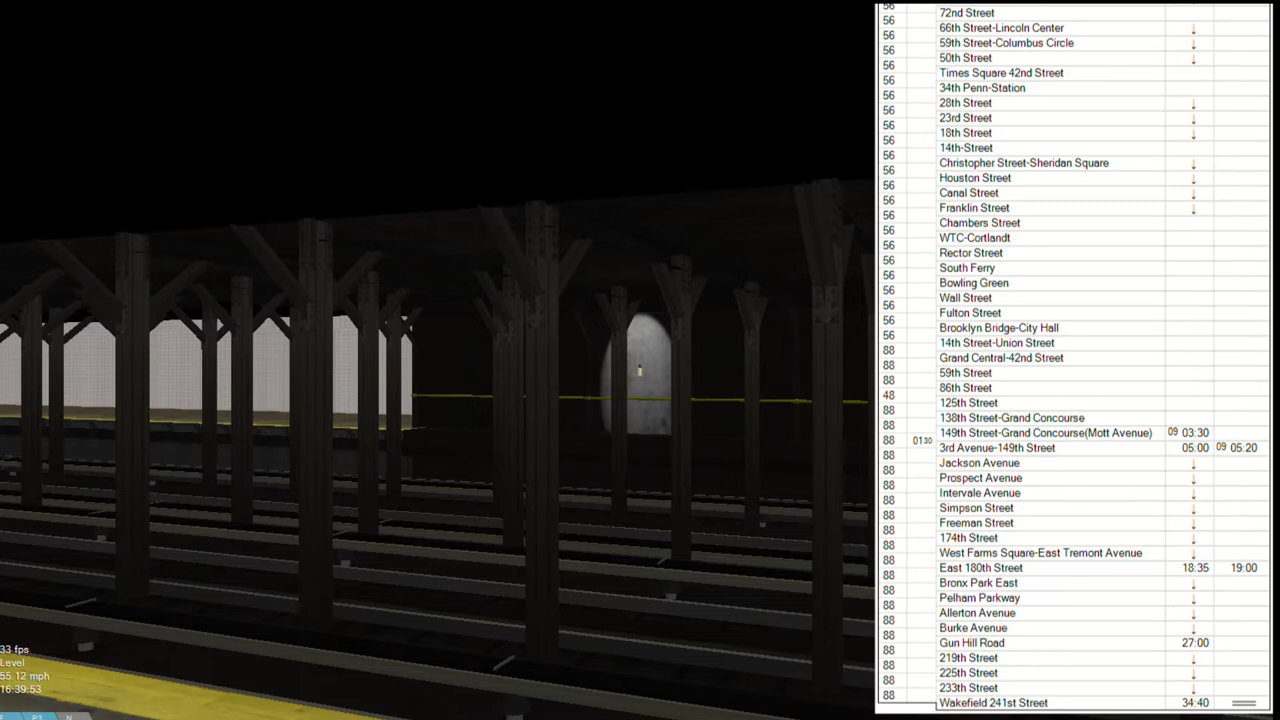 56
72nd Street
56
66th Street-Lincoln Center ↓
56
59th Street-Columbus Circle ↓
56
50th Street ↓
56
Times Square 42nd Street
56
34th Penn-Station
56
28th Street ↓
56
23rd Street ↓
56
18th Street ↓
56
14th-Street
56
Christopher Street-Sheridan Square ↓
56
Houston Street ↓
56
Canal Street ↓
56
Franklin Street ↓
56
Chambers Street
56
WTC-Cortlandt
56
Rector Street
56
South Ferry
56
Bowling Green
56
Wall Street
56
Fulton Street
56
Brooklyn Bridge-City Hall
56
14th Street-Union Street
88
Grand Central-42nd Street
88
59th Street
88
86th Street
48
125th Street
88
138th Street-Grand Concourse
88
149th Street-Grand Concourse(Mott Avenue) 09 03:30
88 01 30
3rd Avenue-149th Street 05:00 09 05:20
88
Jackson Avenue ↓
88
Prospect Avenue ↓
88
Intervale Avenue ↓
88
Simpson Street ↓
88
Freeman Street ↓
88
174th Street ↓
88
West Farms Square-East Tremont Avenue ↓
88
East 180th Street 18:35 19:00
88
Bronx Park East ↓
88
Pelham Parkway ↓
88
Allerton Avenue ↓
88
Burke Avenue ↓
88
Gun Hill Road 27:00
88
219th Street ↓
88
225th Street ↓
88
233th Street ↓
88
Wakefield 241st Street 34:40
33 fps
Level
55.12 mph
16:39:53